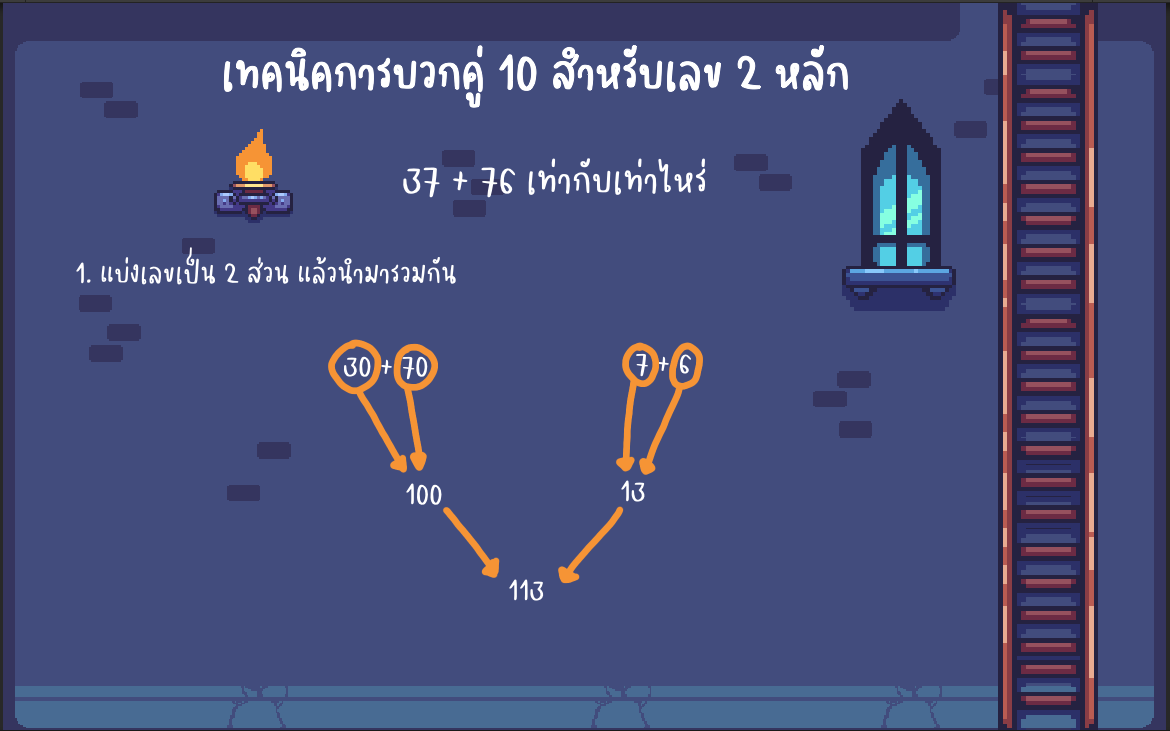 เทคนิคการบวกคู่ 10 สำหรับเลข 2 หลัก
37 + 76 เท่ากับเท่าไหร่
1. แบ่งเลขเป็น 2 ส่วน แล้วนำมารวมกัน
30 + 70 7 + 6
100 13
113